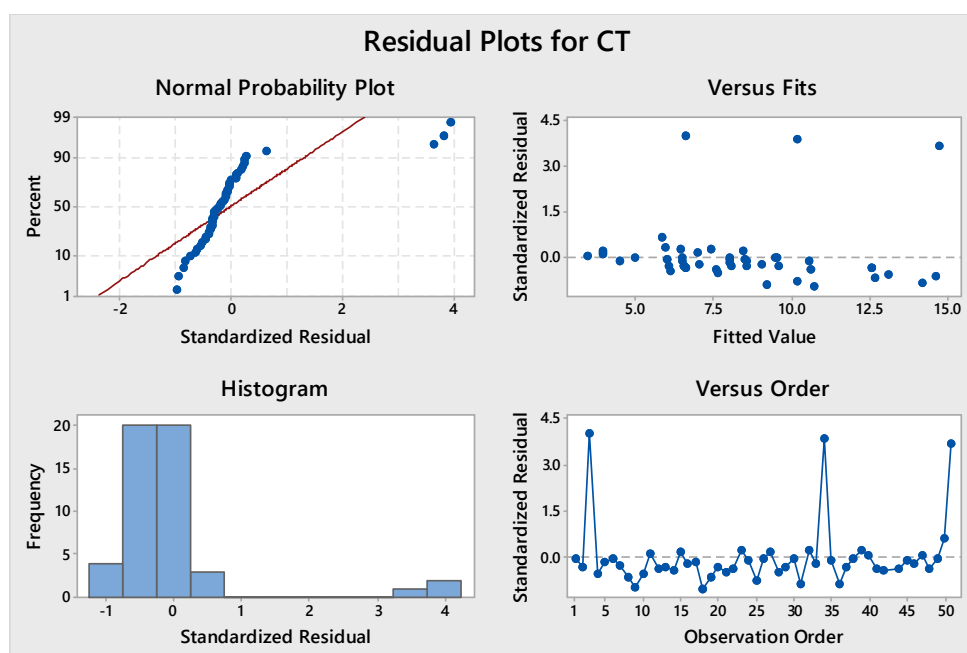 Residual Plots for CT
Normal Probability Plot
99
90
50
10
1
Percent
-2 0 2 4
Standardized Residual
Versus Fits
4.5
3.0
1.5
0.0
Standardized Residual
5.0 7.5 10.0 12.5 15.0
Fitted Value
Histogram
20
15
10
5
0
Frequency
-1 0 1 2 3 4
Standardized Residual
Versus Order
4.5
3.0
1.5
0.0
Standardized Residual
1 5 10 15 20 25 30 35 40 45 50
Observation Order